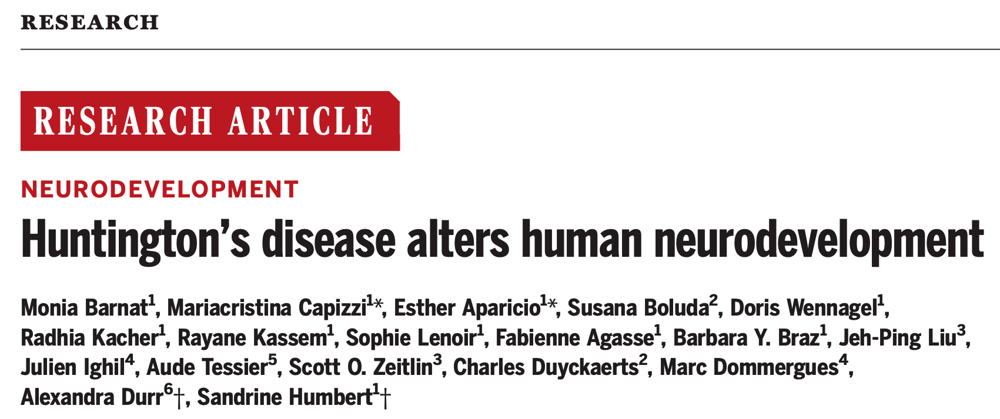 RESEARCH
RESEARCH ARTICLE
NEURODEVELOPMENT
Huntington’s disease alters human neurodevelopment
Monia Barnat¹, Mariacristina Capizzi¹*, Esther Aparicio¹*, Susana Boluda², Doris Wennagel¹,
Radhia Kacher¹, Rayane Kassem¹, Sophie Lenoir¹, Fabienne Agasse¹, Barbara Y. Braz¹, Jeh-Ping Liu³,
Julien Ighil⁴, Aude Tessier⁵, Scott O. Zeitlin³, Charles Duyckaerts², Marc Dommergues⁴,
Alexandra Durr⁶†, Sandrine Humbert¹†